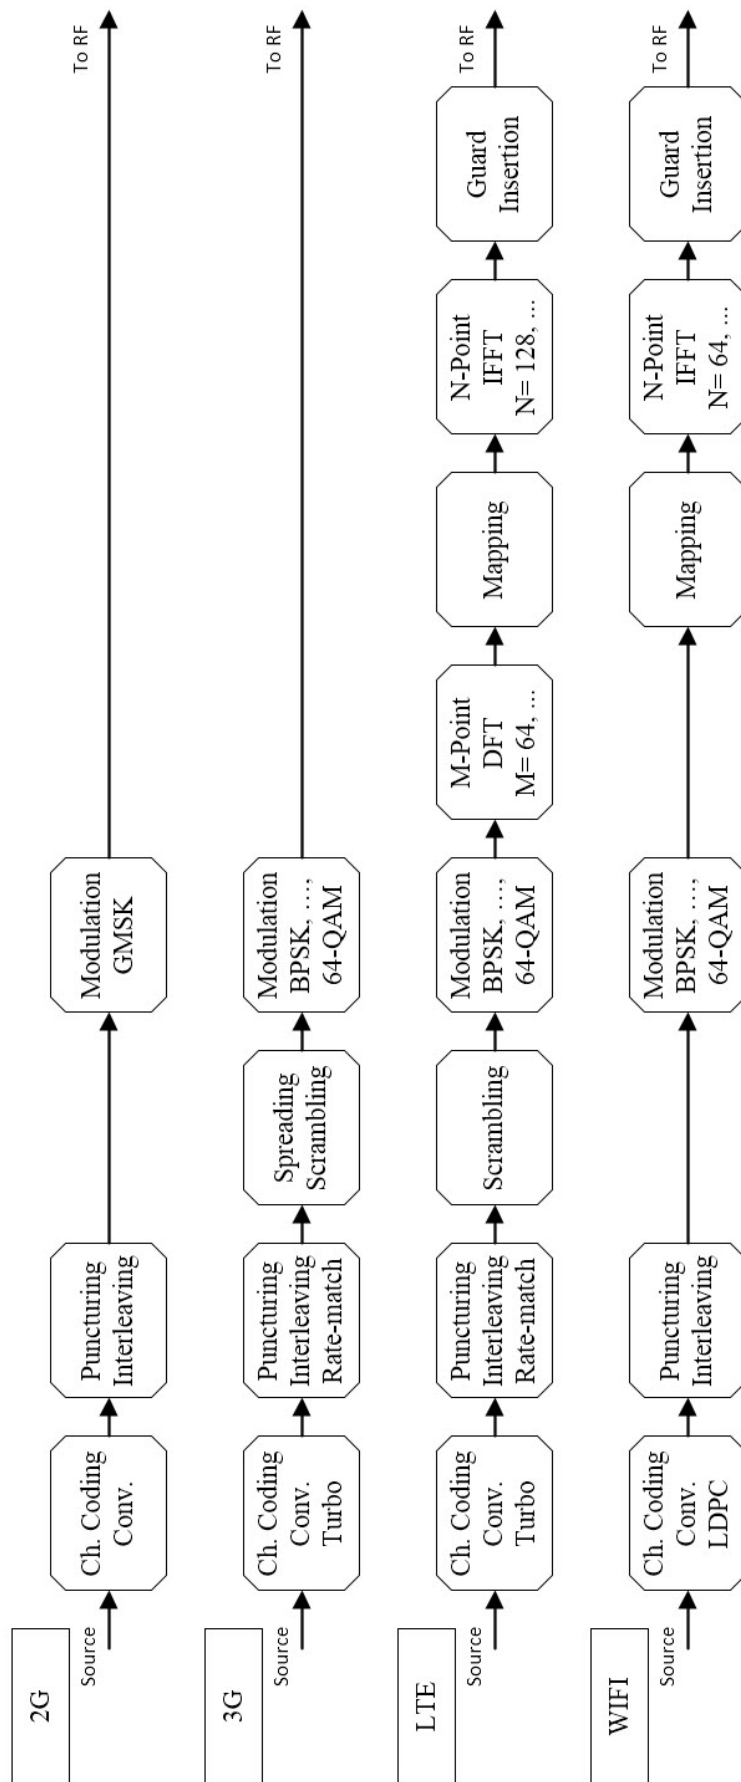 2G
Source
Ch. Coding
Conv.
Puncturing
Interleaving
Modulation
GMSK
To RF
3G
Source
Ch. Coding
Conv.
Turbo
Puncturing
Interleaving
Rate-match
Spreading
Scrambling
Modulation
BPSK, …,
64-QAM
To RF
LTE
Source
Ch. Coding
Conv.
Turbo
Puncturing
Interleaving
Rate-match
Scrambling
Modulation
BPSK, …,
64-QAM
M-Point
DFT
M= 64, ...
Mapping
N-Point
IFFT
N= 128, ...
Guard
Insertion
To RF
WIFI
Source
Ch. Coding
Conv.
LDPC
Puncturing
Interleaving
Modulation
BPSK, …,
64-QAM
Mapping
N-Point
IFFT
N= 64, ...
Guard
Insertion
To RF